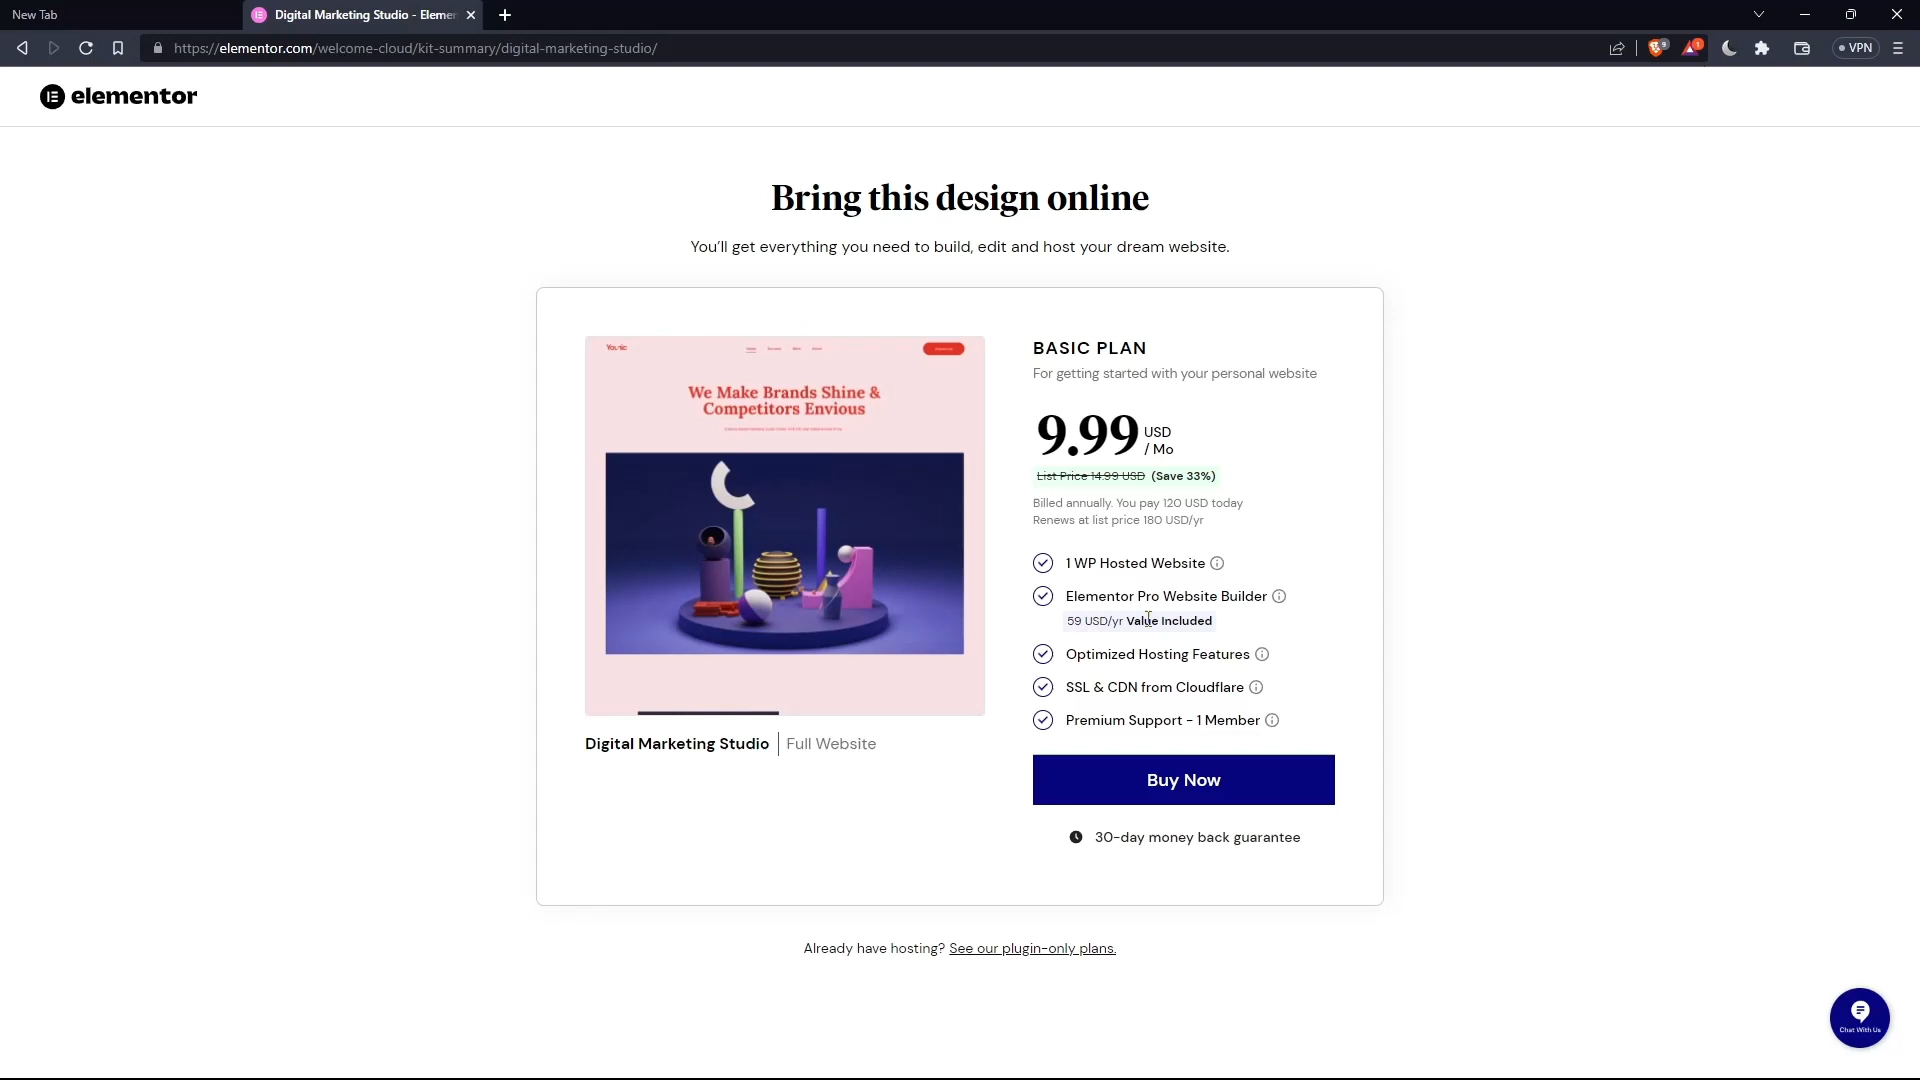 New Tab
Digital Marketing Studio - Elemen
https://elementor.com/welcome-cloud/kit-summary/digital-marketing-studio/
9
1
VPN
elementor
Bring this design online
You'll get everything you need to build, edit and host your dream website.
We Make Brands Shine &
Competitors Envious
Digital Marketing Studio | Full Website
BASIC PLAN
For getting started with your personal website
9.99 USD
/ Mo
List Price 14.99 USD (Save 33%)
Billed annually. You pay 120 USD today
Renews at list price 180 USD/yr
1 WP Hosted Website
Elementor Pro Website Builder
59 USD/yr Value Included
Optimized Hosting Features
SSL & CDN from Cloudflare
Premium Support - 1 Member
Buy Now
30-day money back guarantee
Already have hosting? See our plugin-only plans.
Chat With Us